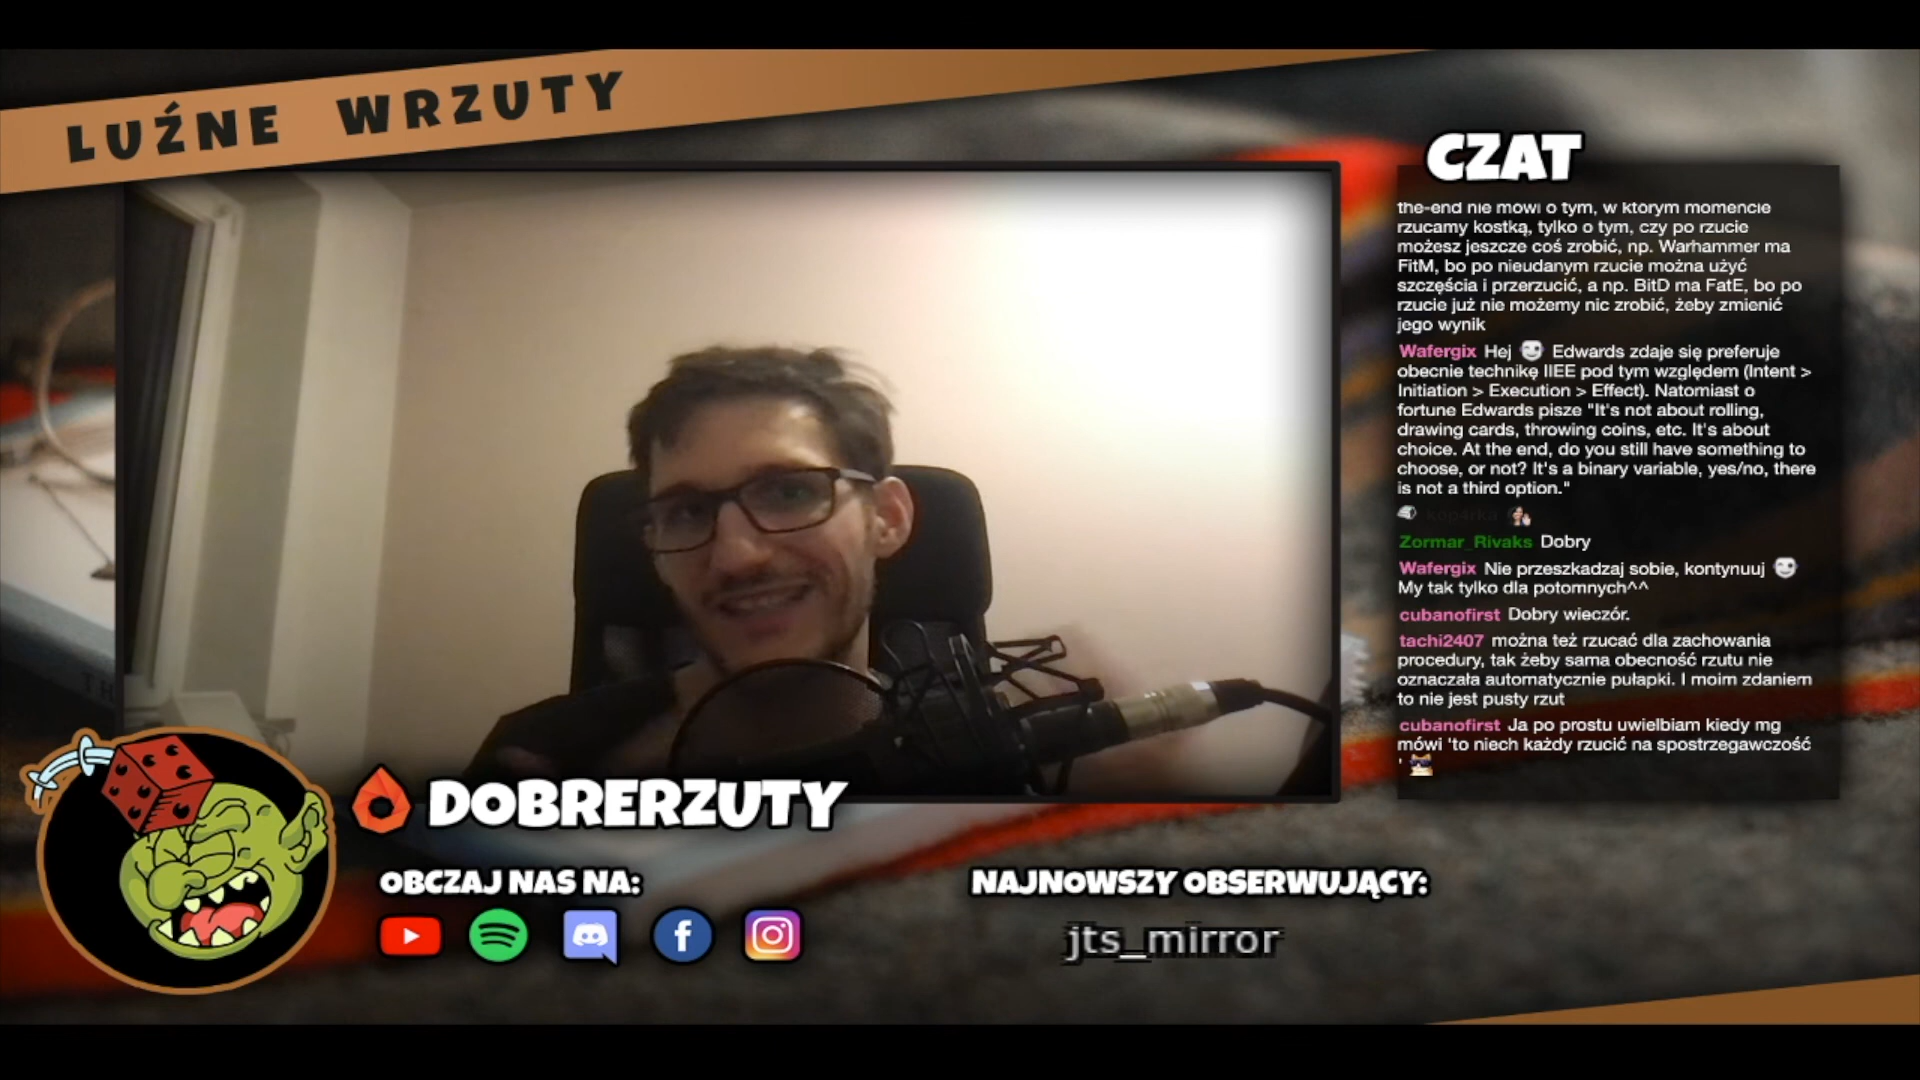 LUŹNE WRZUTY
CZAT
the-end nie mówi o tym, w którym momencie
rzucamy kostką, tylko o tym, czy po rzucie
możesz jeszcze coś zrobić, np. Warhammer ma
FitM, bo po nieudanym rzucie można użyć
szczęścia i przerzucić, a np. BitD ma FatE, bo po
rzucie już nie możemy nic zrobić, żeby zmienić
jego wynik
Wafergix Hej Edwards zdaje się preferuje
obecnie technikę IIEE pod tym względem (Intent >
Initiation > Execution > Effect). Natomiast o
fortune Edwards pisze "It's not about rolling,
drawing cards, throwing coins, etc. It's about
choice. At the end, do you still have something to
choose, or not? It's a binary variable, yes/no, there
is not a third option."
Zormar_Rivaks Dobry
Wafergix Nie przeszkadzaj sobie, kontynuuj
My tak tylko dla potomnych^^
cubanofirst Dobry wieczór.
tachi2407 można też rzucać dla zachowania
procedury, tak żeby sama obecność rzutu nie
oznaczała automatycznie pułapki. I moim zdaniem
to nie jest pusty rzut
cubanofirst Ja po prostu uwielbiam kiedy mg
mówi 'to niech każdy rzucić na spostrzegawczość
'
DOBRERZUTY
OBCZAJ NAS NA:
NAJNOWSZY OBSERWUJĄCY:
jts_mirror